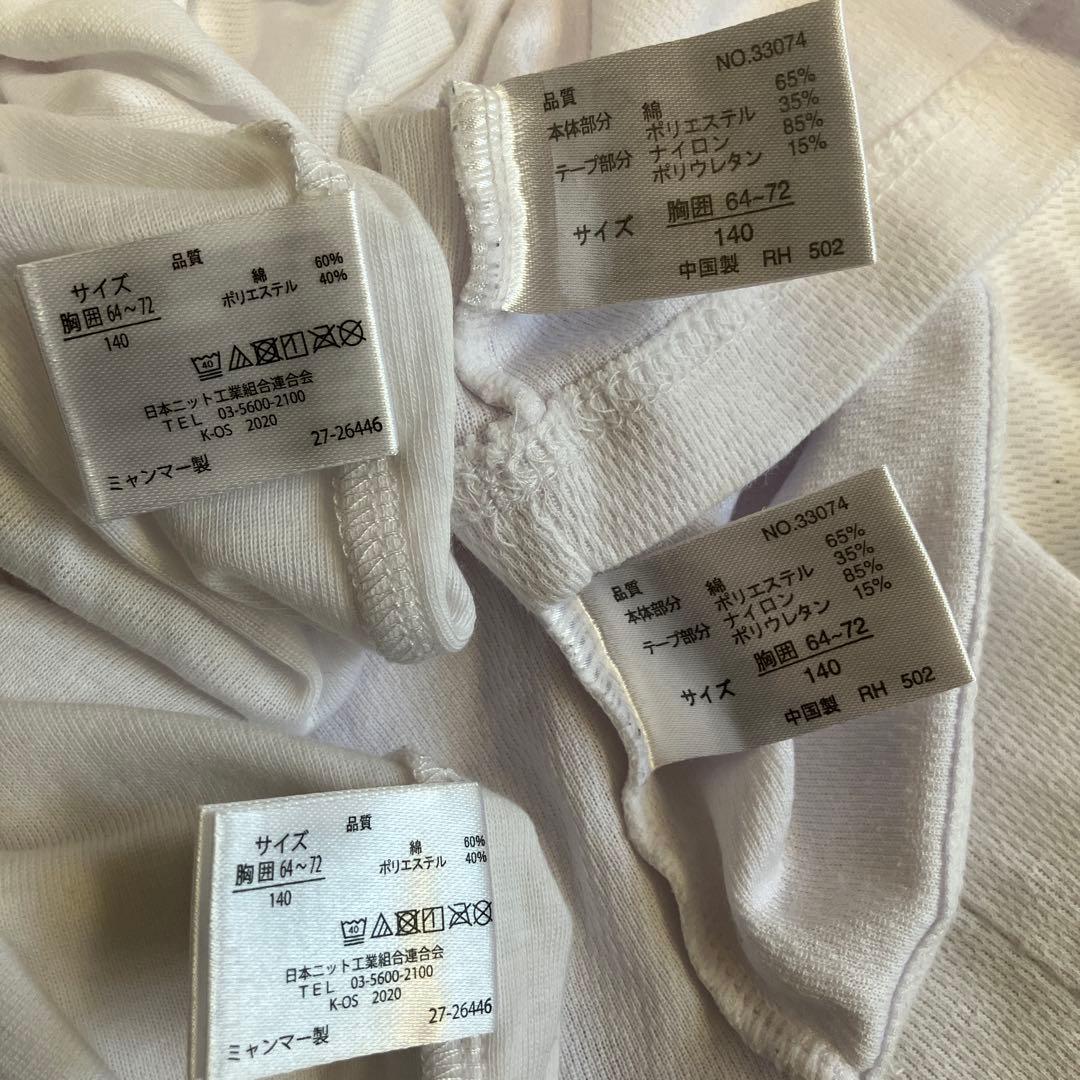 NO.33074
品質
本体部分 綿 65%
ポリエステル 35%
テープ部分 ナイロン 85%
ポリウレタン 15%
サイズ 胸囲 64~72
140
中国製 RH 502
サイズ 品質
胸囲 64~72 綿 60%
140 ポリエステル 40%
40
日本ニット工業組合連合会
TEL 03-5600-2100
K-OS 2020
27-26446
ミャンマー製
NO.33074
品質
本体部分 綿 65%
ポリエステル 35%
テープ部分 ナイロン 85%
ポリウレタン 15%
サイズ 胸囲 64~72
140
中国製 RH 502
サイズ 品質
胸囲 64~72 綿 60%
140 ポリエステル 40%
40
日本ニット工業組合連合会
TEL 03-5600-2100
K-OS 2020
27-26446
ミャンマー製